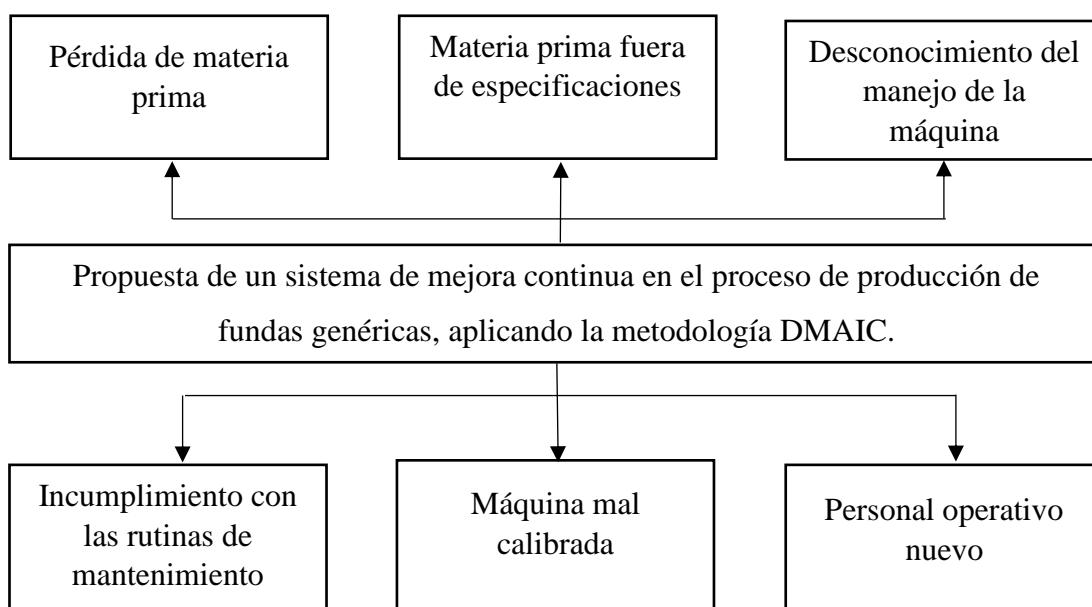 Pérdida de materia
prima
Materia prima fuera
de especificaciones
Desconocimiento del
manejo de la
máquina
Propuesta de un sistema de mejora continua en el proceso de producción de
fundas genéricas, aplicando la metodología DMAIC.
Incumplimiento con
las rutinas de
mantenimiento
Máquina mal
calibrada
Personal operativo
nuevo